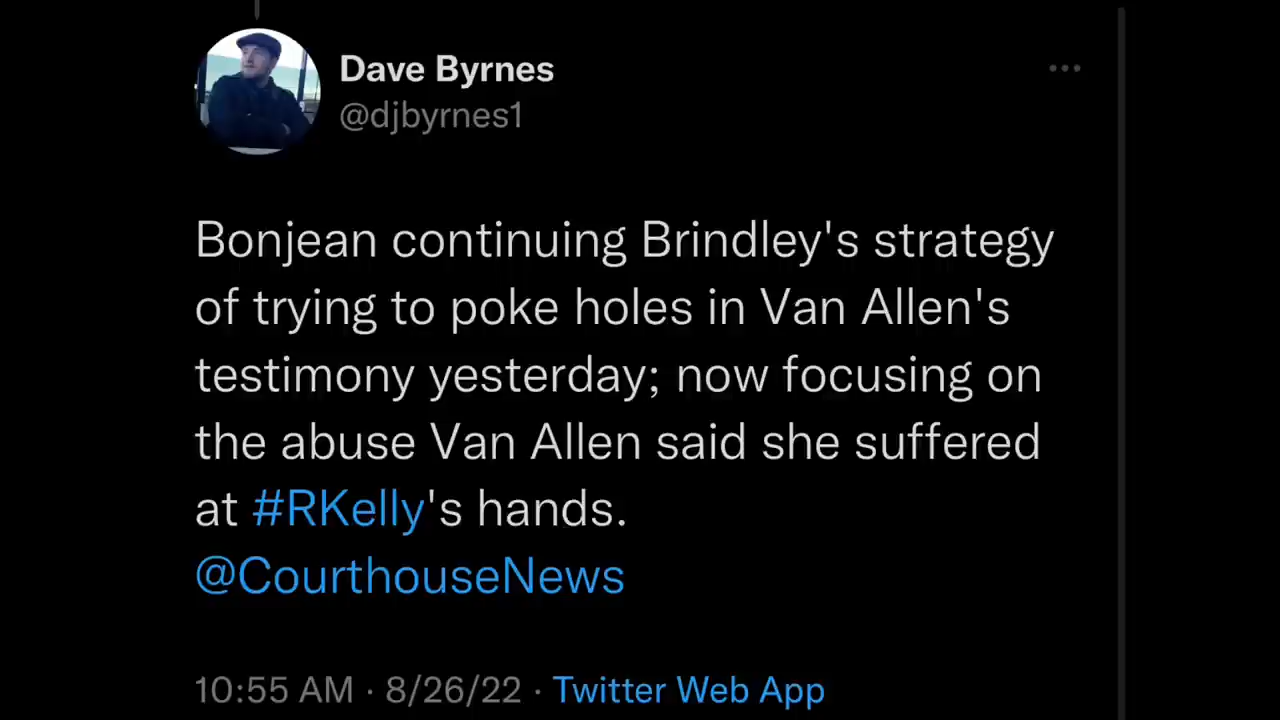 Dave Byrnes
@djbyrnes1
Bonjean continuing Brindley's strategy
of trying to poke holes in Van Allen's
testimony yesterday; now focusing on
the abuse Van Allen said she suffered
at #RKelly's hands.
@CourthouseNews
10:55 AM · 8/26/22 · Twitter Web App